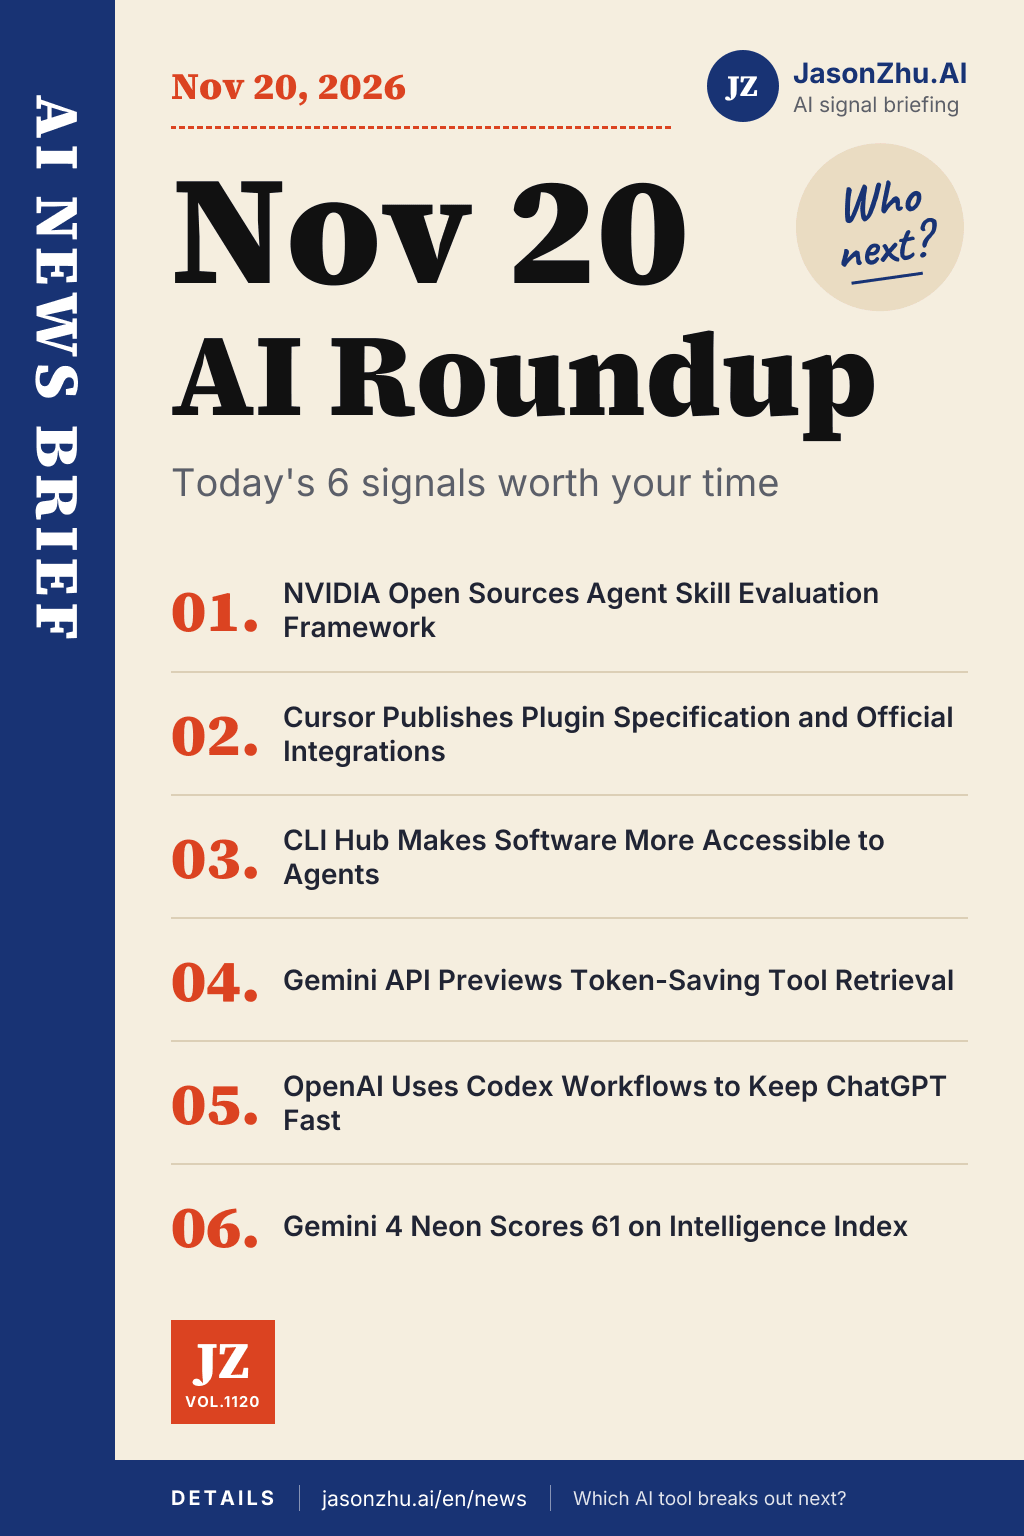 AI NEWS BRIEF
Nov 20, 2026
JZ
JasonZhu.AI
AI signal briefing
Who
next?
Nov 20
AI Roundup
Today's 6 signals worth your time
01.
NVIDIA Open Sources Agent Skill Evaluation
Framework
02.
Cursor Publishes Plugin Specification and Official
Integrations
03.
CLI Hub Makes Software More Accessible to
Agents
04.
Gemini API Previews Token-Saving Tool Retrieval
05.
OpenAI Uses Codex Workflows to Keep ChatGPT
Fast
06.
Gemini 4 Neon Scores 61 on Intelligence Index
JZ
VOL.1120
DETAILS
jasonzhu.ai/en/news
Which AI tool breaks out next?